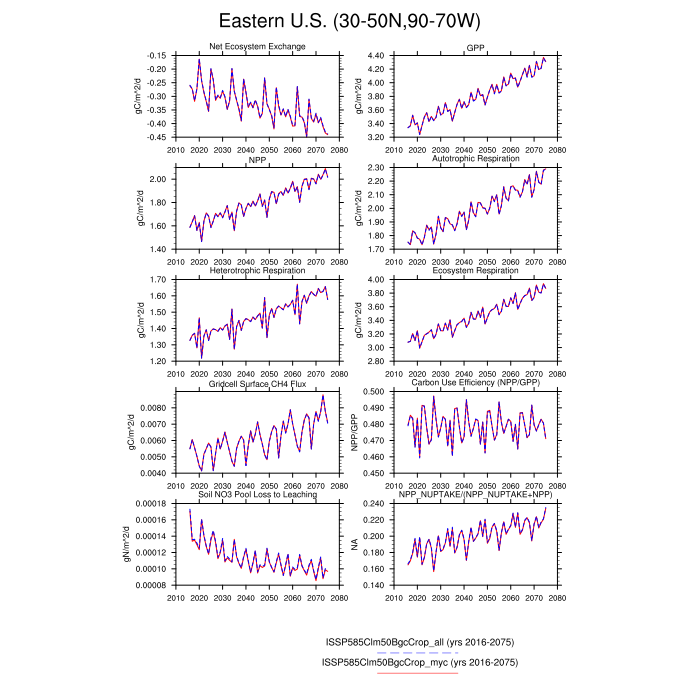 Eastern U.S. (30-50N,90-70W)
Net Ecosystem Exchange
GPP
gC/m^2/d
-0.15
-0.20
-0.25
-0.30
-0.35
-0.40
-0.45
2010 2020 2030 2040 2050 2060 2070 2080
gC/m^2/d
4.40
4.20
4.00
3.80
3.60
3.40
3.20
2010 2020 2030 2040 2050 2060 2070 2080
NPP
Autotrophic Respiration
gC/m^2/d
2.00
1.80
1.60
1.40
2010 2020 2030 2040 2050 2060 2070 2080
gC/m^2/d
2.30
2.20
2.10
2.00
1.90
1.80
1.70
2010 2020 2030 2040 2050 2060 2070 2080
Heterotrophic Respiration
Ecosystem Respiration
gC/m^2/d
1.70
1.60
1.50
1.40
1.30
1.20
2010 2020 2030 2040 2050 2060 2070 2080
gC/m^2/d
4.00
3.80
3.60
3.40
3.20
3.00
2.80
2010 2020 2030 2040 2050 2060 2070 2080
Gridcell Surface CH4 Flux
Carbon Use Efficiency (NPP/GPP)
gC/m^2/d
0.0080
0.0070
0.0060
0.0050
0.0040
2010 2020 2030 2040 2050 2060 2070 2080
NPP/GPP
0.500
0.490
0.480
0.470
0.460
0.450
2010 2020 2030 2040 2050 2060 2070 2080
Soil NO3 Pool Loss to Leaching
NPP_NUPTAKE/(NPP_NUPTAKE+NPP)
gN/m^2/d
0.00018
0.00016
0.00014
0.00012
0.00010
0.00008
2010 2020 2030 2040 2050 2060 2070 2080
NA
0.240
0.220
0.200
0.180
0.160
0.140
2010 2020 2030 2040 2050 2060 2070 2080
ISSP585Clm50BgcCrop_all (yrs 2016-2075)
ISSP585Clm50BgcCrop_myc (yrs 2016-2075)